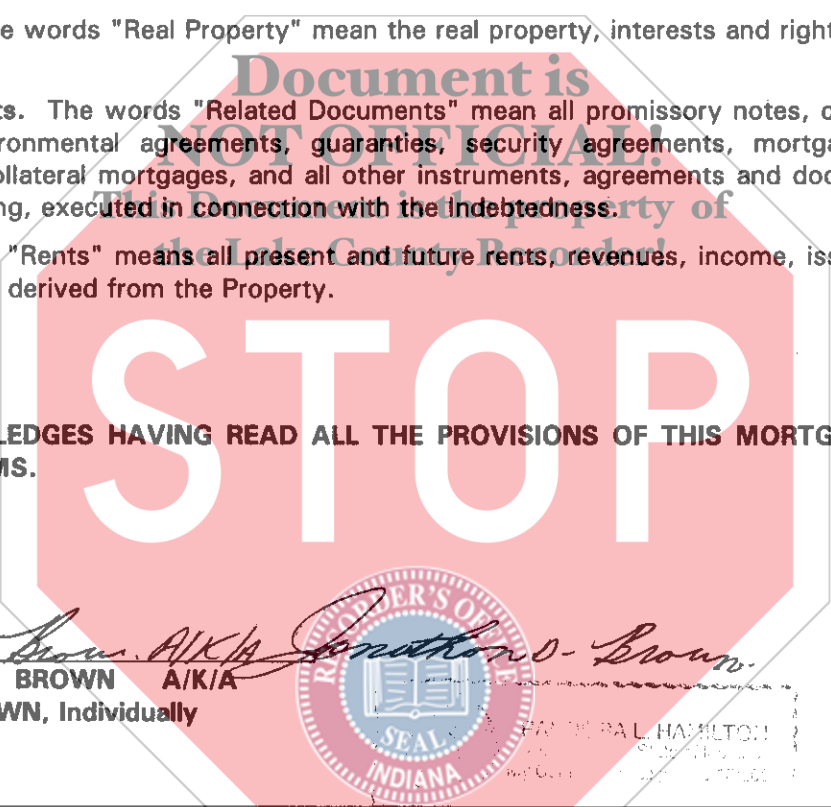 e words "Real Property" mean the real property, interests and right
Document is
ts. The words "Related Documents" mean all promissory notes, c
NOT OFFICIAL!
ronmental agreements, guaranties, security agreements, mortga
ollateral mortgages, and all other instruments, agreements and doc
This Document is the property of
ng, executed in connection with the Indebtedness.
the Lake County Recorder!
"Rents" means all present and future rents, revenues, income, iss
derived from the Property.
STOP
LEDGES HAVING READ ALL THE PROVISIONS OF THIS MORTG
MS.
Brown A/K/A Jonathon D- Brown
BROWN A/K/A
WN, Individually
RECORDER'S OFFICE
SEAL
INDIANA
L. HAMILTON